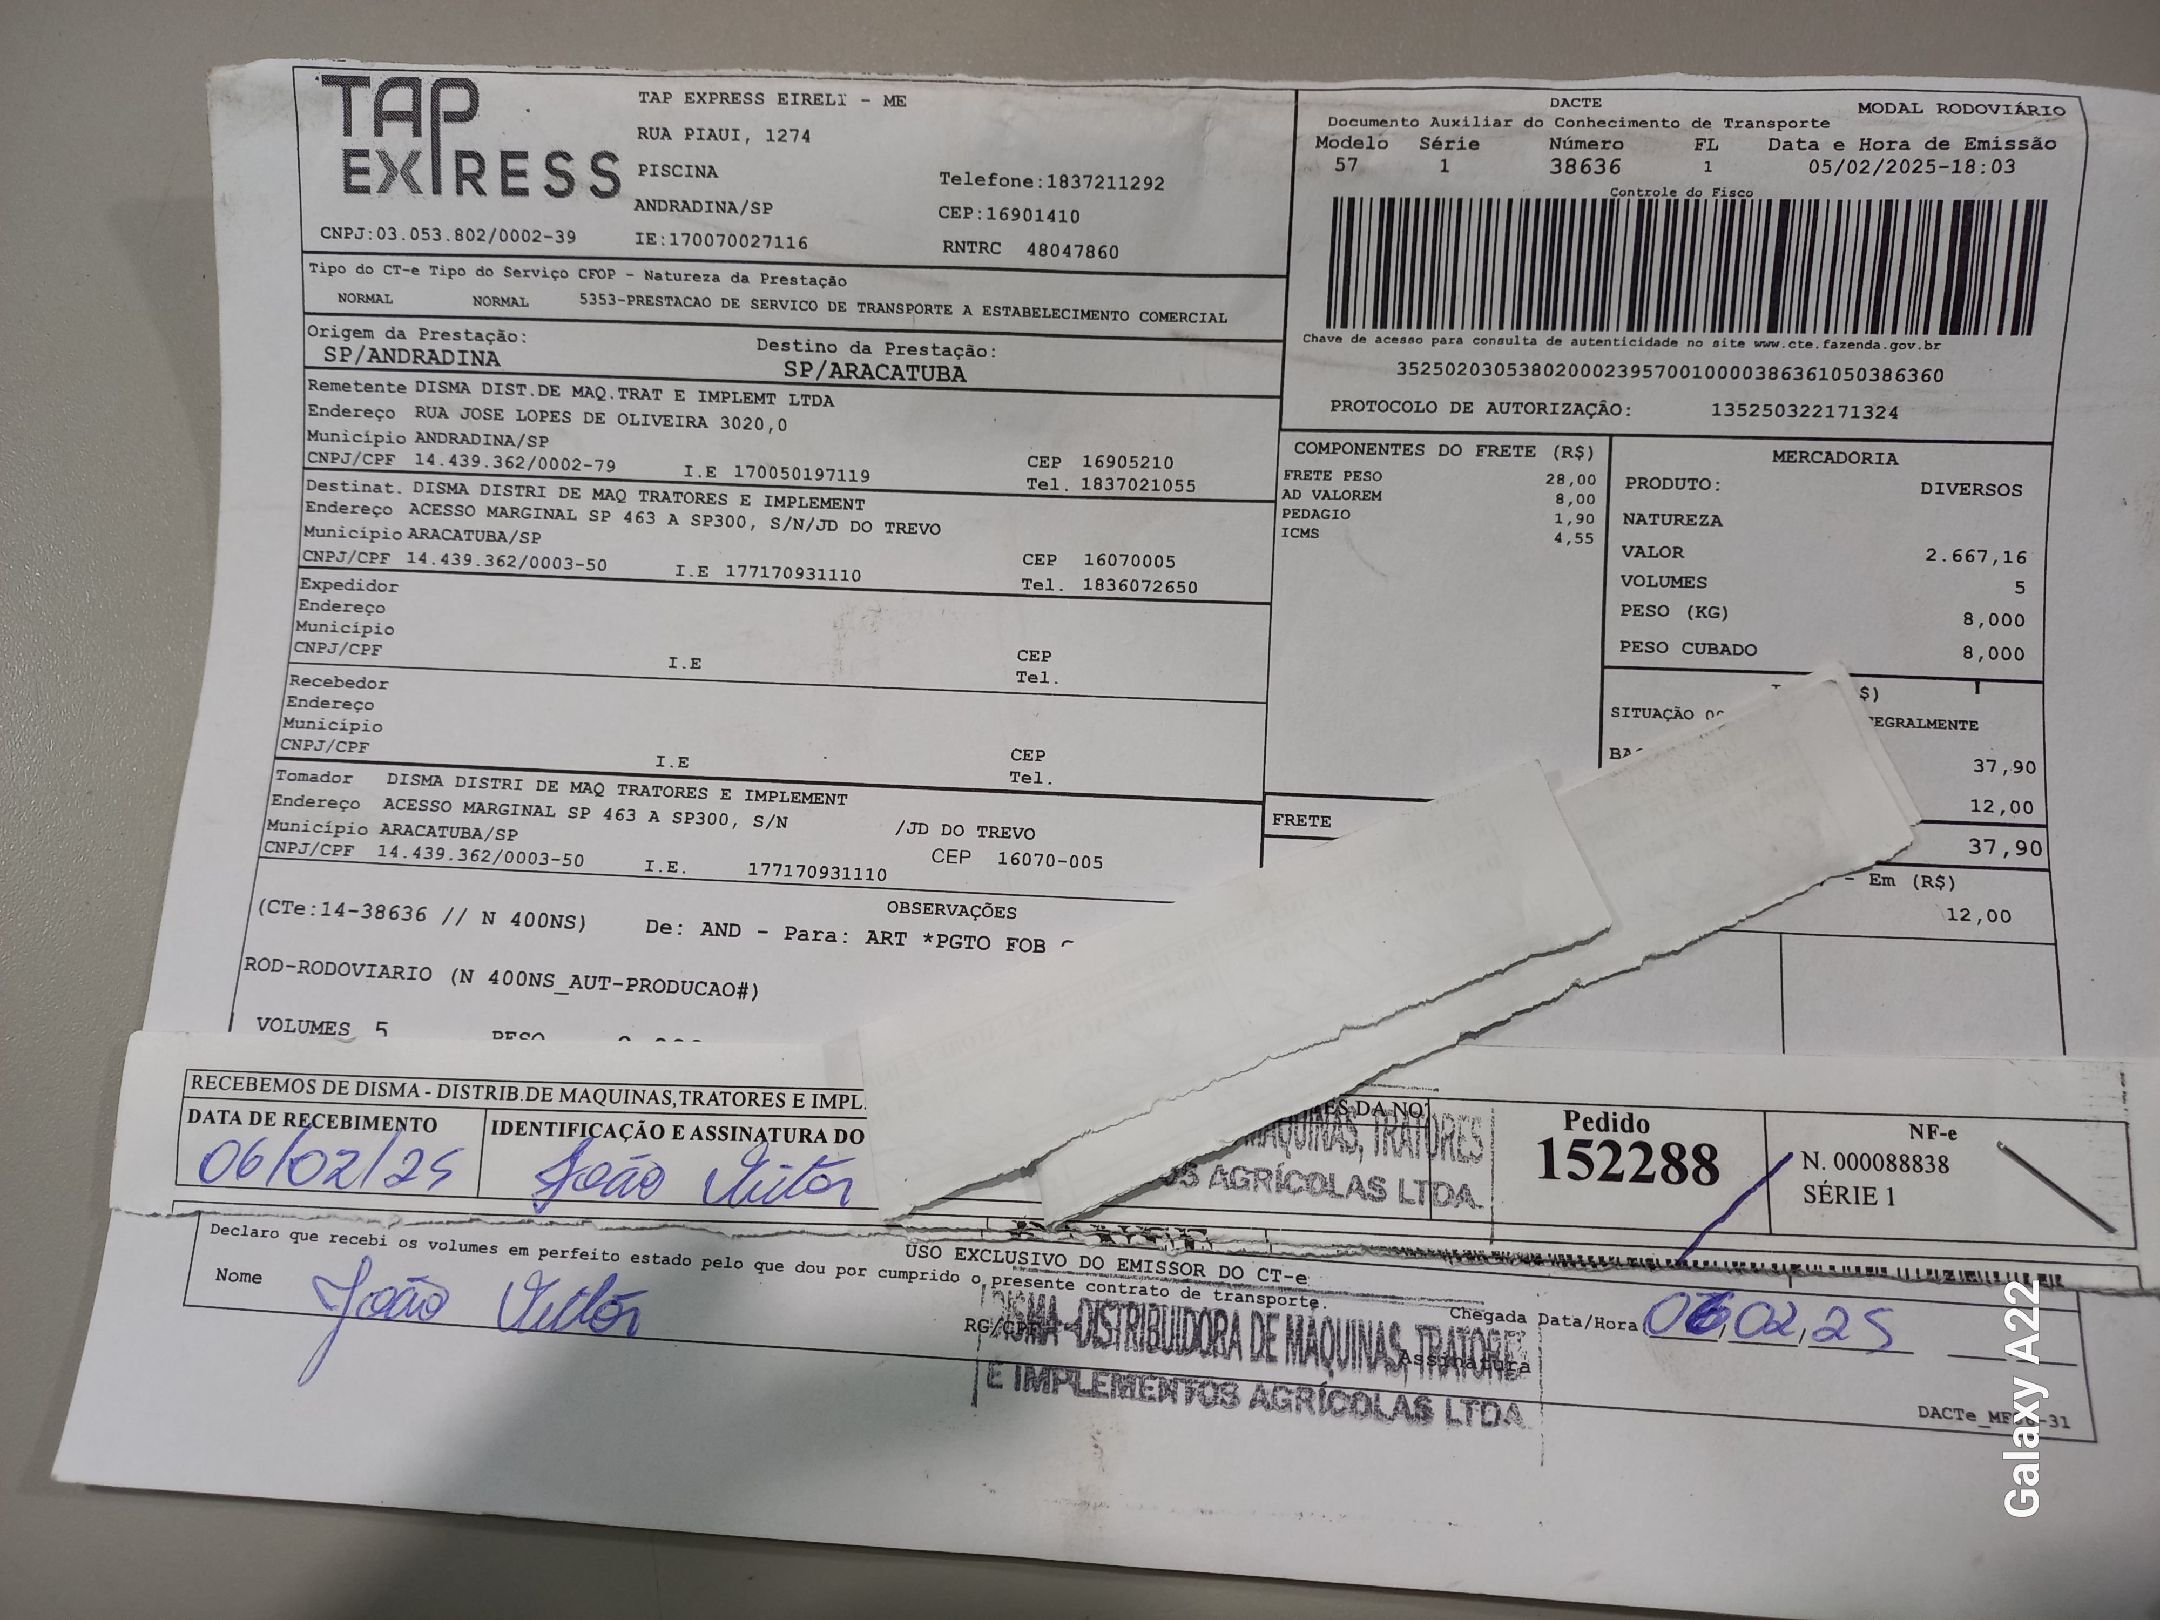 TAP EXPRESS
TAP EXPRESS EIRELI - ME
RUA PIAUI, 1274
PISCINA
Telefone:1837211292
ANDRADINA/SP
CEP:16901410
CNPJ:03.053.802/0002-39
IE:170070027116
RNTRC 48047860
DACTE
MODAL RODOVIÁRIO
Documento Auxiliar do Conhecimento de Transporte
Modelo Série Número FL Data e Hora de Emissão
57 1 38636 1 05/02/2025-18:03
Controle do Fisco
Chave de acesso para consulta de autenticidade no site www.cte.fazenda.gov.br
35250203053802000239570010000386361050386360
PROTOCOLO DE AUTORIZAÇÃO: 135250322171324
Tipo do CT-e Tipo do Serviço CFOP - Natureza da Prestação
NORMAL NORMAL 5353-PRESTACAO DE SERVICO DE TRANSPORTE A ESTABELECIMENTO COMERCIAL
Origem da Prestação:
SP/ANDRADINA
Destino da Prestação:
SP/ARACATUBA
Remetente DISMA DIST.DE MAQ.TRAT E IMPLEMT LTDA
Endereço RUA JOSE LOPES DE OLIVEIRA 3020,0
Município ANDRADINA/SP
CEP 16905210
CNPJ/CPF 14.439.362/0002-79 I.E 170050197119 Tel. 1837021055
Destinat. DISMA DISTRI DE MAQ TRATORES E IMPLEMENT
Endereço ACESSO MARGINAL SP 463 A SP300, S/N/JD DO TREVO
Município ARACATUBA/SP
CEP 16070005
CNPJ/CPF 14.439.362/0003-50 I.E 177170931110 Tel. 1836072650
Expedidor
Endereço
Município
CNPJ/CPF I.E CEP
Tel.
Recebedor
Endereço
Município
CNPJ/CPF I.E CEP
Tel.
Tomador DISMA DISTRI DE MAQ TRATORES E IMPLEMENT
Endereço ACESSO MARGINAL SP 463 A SP300, S/N /JD DO TREVO
Município ARACATUBA/SP CEP 16070-005
CNPJ/CPF 14.439.362/0003-50 I.E. 177170931110
COMPONENTES DO FRETE (R$)
FRETE PESO 28,00
AD VALOREM 8,00
PEDAGIO 1,90
ICMS 4,55
FRETE
MERCADORIA
PRODUTO: DIVERSOS
NATUREZA
VALOR 2.667,16
VOLUMES 5
PESO (KG) 8,000
PESO CUBADO 8,000
SITUAÇÃO
37,90
12,00
37,90
- Em (R$)
12,00
OBSERVAÇÕES
(CTe:14-38636 // N 400NS) De: AND - Para: ART *PGTO FOB
ROD-RODOVIARIO (N 400NS_AUT-PRODUCAO#)
VOLUMES 5 PESO
RECEBEMOS DE DISMA - DISTRIB.DE MAQUINAS,TRATORES E IMPL.
DATA DE RECEBIMENTO
IDENTIFICAÇÃO E ASSINATURA DO
06/02/25
João Victor
MAQUINAS, TRATORES
AGRÍCOLAS LTDA.
Pedido
152288
NF-e
N. 000088838
SÉRIE 1
USO EXCLUSIVO DO EMISSOR DO CT-e
Declaro que recebi os volumes em perfeito estado pelo que dou por cumprido o presente contrato de transporte.
Nome João Victor
RG/CPF
Assinatura
Chegada Data/Hora 06,02,25
DISMA - DISTRIBUIDORA DE MAQUINAS, TRATORES
E IMPLEMENTOS AGRÍCOLAS LTDA.
Galaxy A22